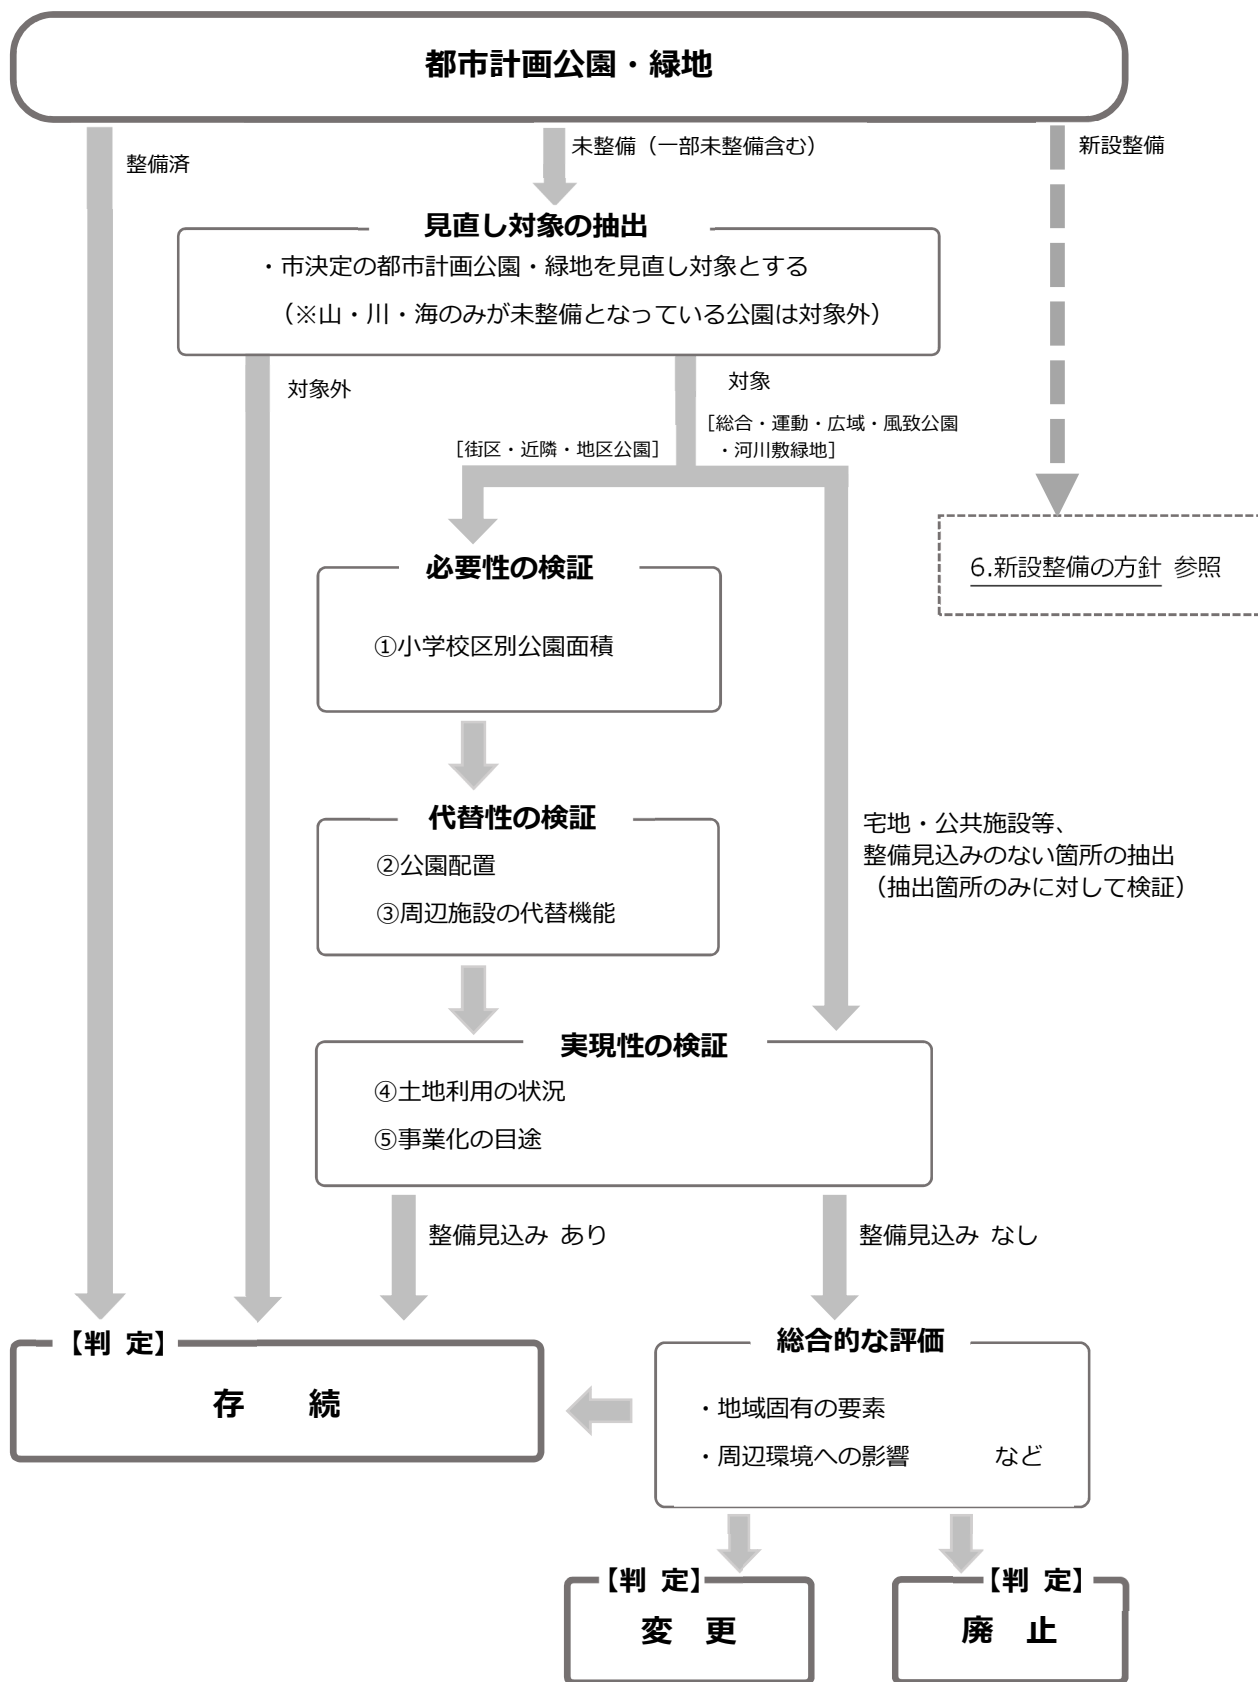 都市計画公園・緑地
整備済
未整備（一部未整備含む）
新設整備
見直し対象の抽出
・市決定の都市計画公園・緑地を見直し対象とする
（※山・川・海のみが未整備となっている公園は対象外）
対象外
対象
［街区・近隣・地区公園］
［総合・運動・広域・風致公園
・河川敷緑地］
6.新設整備の方針 参照
必要性の検証
①小学校区別公園面積
代替性の検証
②公園配置
③周辺施設の代替機能
宅地・公共施設等、
整備見込みのない箇所の抽出
（抽出箇所のみに対して検証）
実現性の検証
④土地利用の状況
⑤事業化の目途
整備見込み あり
整備見込み なし
【判 定】
存 続
総合的な評価
・地域固有の要素
・周辺環境への影響 など
【判 定】
変 更
【判 定】
廃 止